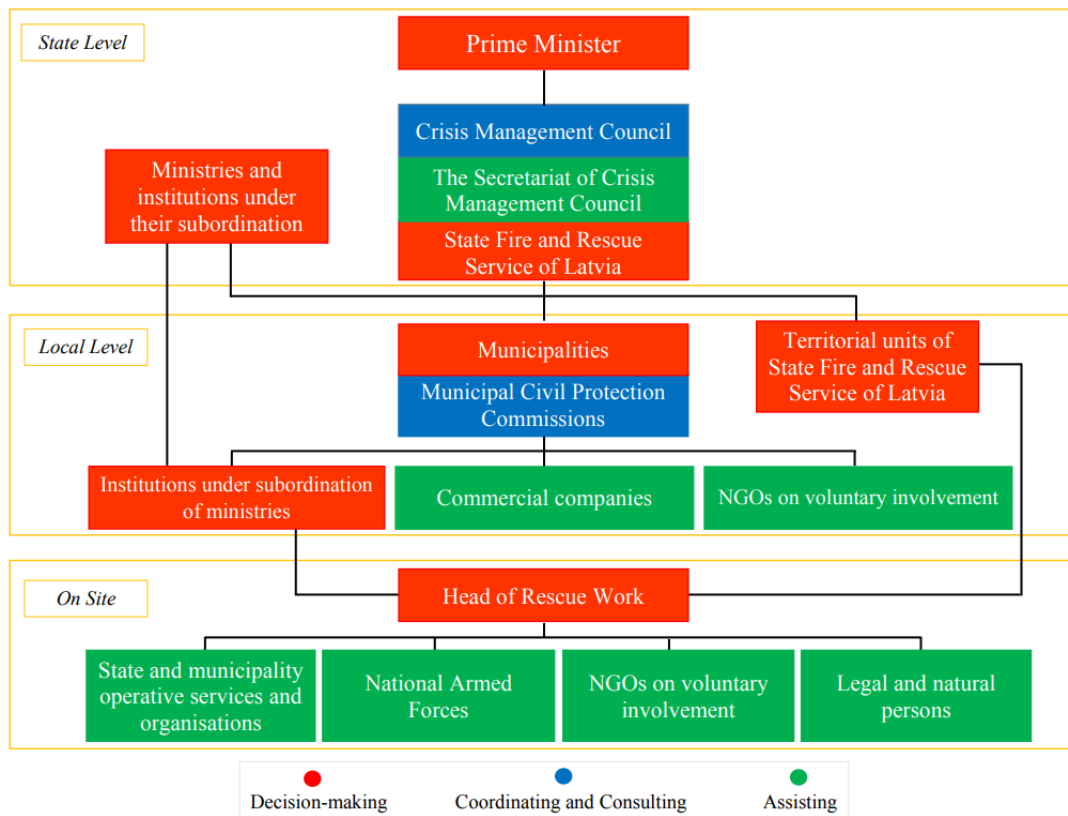 State Level
Prime Minister
Crisis Management Council
Ministries and
institutions under
their subordination
The Secretariat of Crisis
Management Council
State Fire and Rescue
Service of Latvia
Local Level
Municipalities
Municipal Civil Protection
Commissions
Territorial units of
State Fire and Rescue
Service of Latvia
Institutions under subordination
of ministries
Commercial companies
NGOs on voluntary involvement
On Site
Head of Rescue Work
State and municipality
operative services and
organisations
National Armed
Forces
NGOs on voluntary
involvement
Legal and natural
persons
Decision-making
Coordinating and Consulting
Assisting